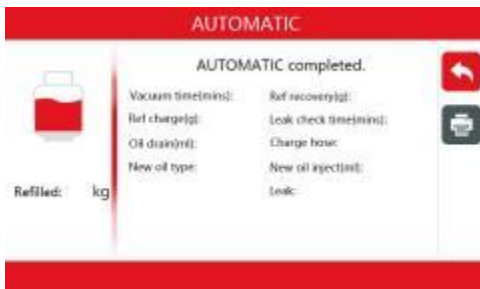 AUTOMATIC
AUTOMATIC completed.
Vacuum time(mins): Ref recovery(g):
Ref charge(g): Leak check time(mins):
Oil drain(ml): Charge hose:
New oil type: New oil inject(ml):
Leak:
Refilled: kg